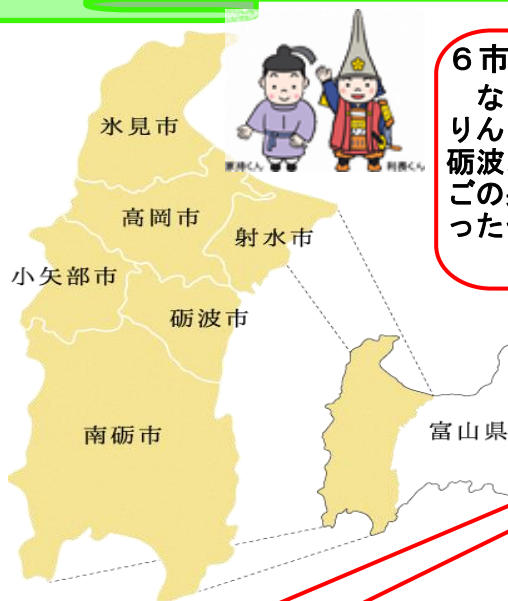 家持くん
利長くん
氷見市
高岡市
射水市
小矢部市
砺波市
南砺市
富山県
6市
な
りん
砺波
ごの
った